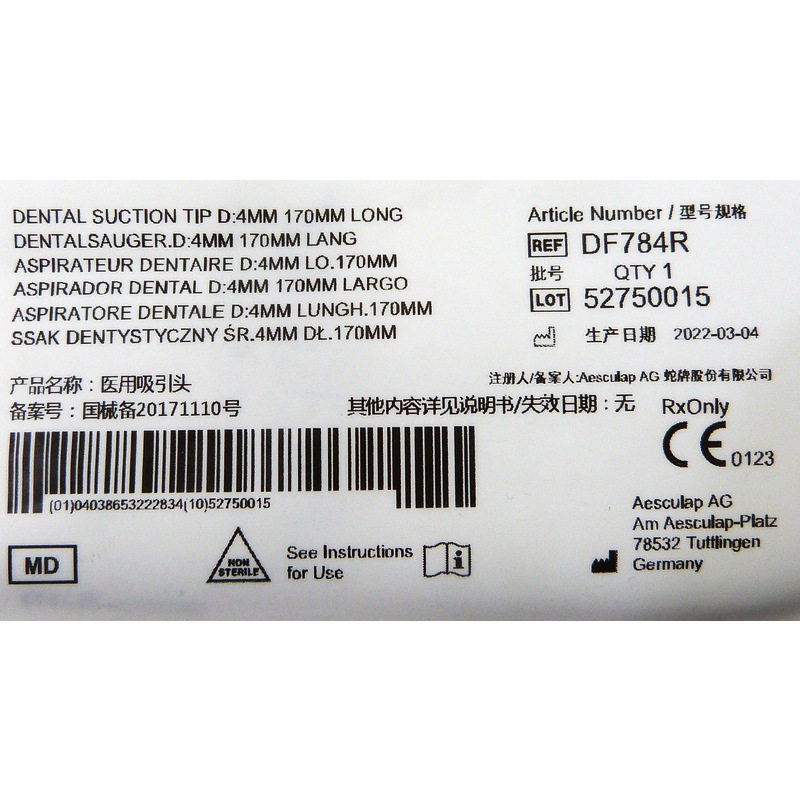 DENTAL SUCTION TIP D:4MM 170MM LONG
DENTALSAUGER.D:4MM 170MM LANG
ASPIRATEUR DENTAIRE D:4MM LO.170MM
ASPIRADOR DENTAL D:4MM 170MM LARGO
ASPIRATORE DENTALE D:4MM LUNGH.170MM
SSAK DENTYSTYCZNY ŚR.4MM DŁ.170MM
Article Number / 型号规格
REF DF784R
批号 QTY 1
LOT 52750015
生产日期 2022-03-04
产品名称：医用吸引头
注册人/备案人:Aesculap AG 蛇牌股份有限公司
备案号：国械备20171110号
其他内容详见说明书/失效日期：无 RxOnly
CE 0123
(01)04038653222834(10)52750015
Aesculap AG
Am Aesculap-Platz
78532 Tuttlingen
Germany
MD
NON STERILE
See Instructions
for Use